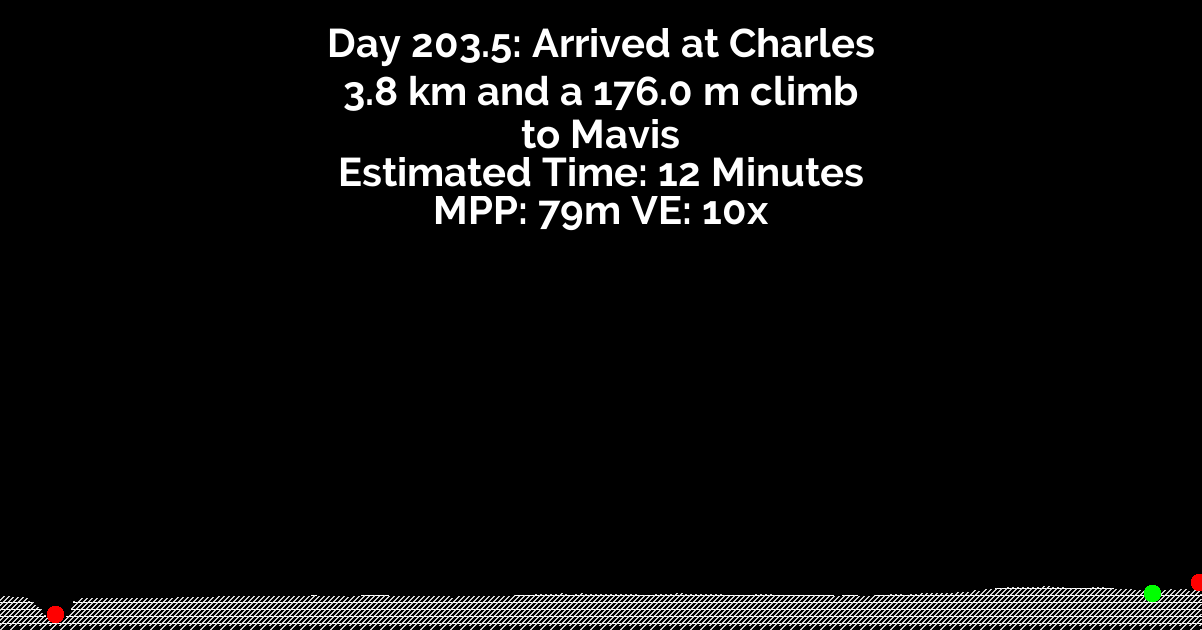 Day 203.5: Arrived at Charles
3.8 km and a 176.0 m climb
to Mavis
Estimated Time: 12 Minutes
MPP: 79m VE: 10x